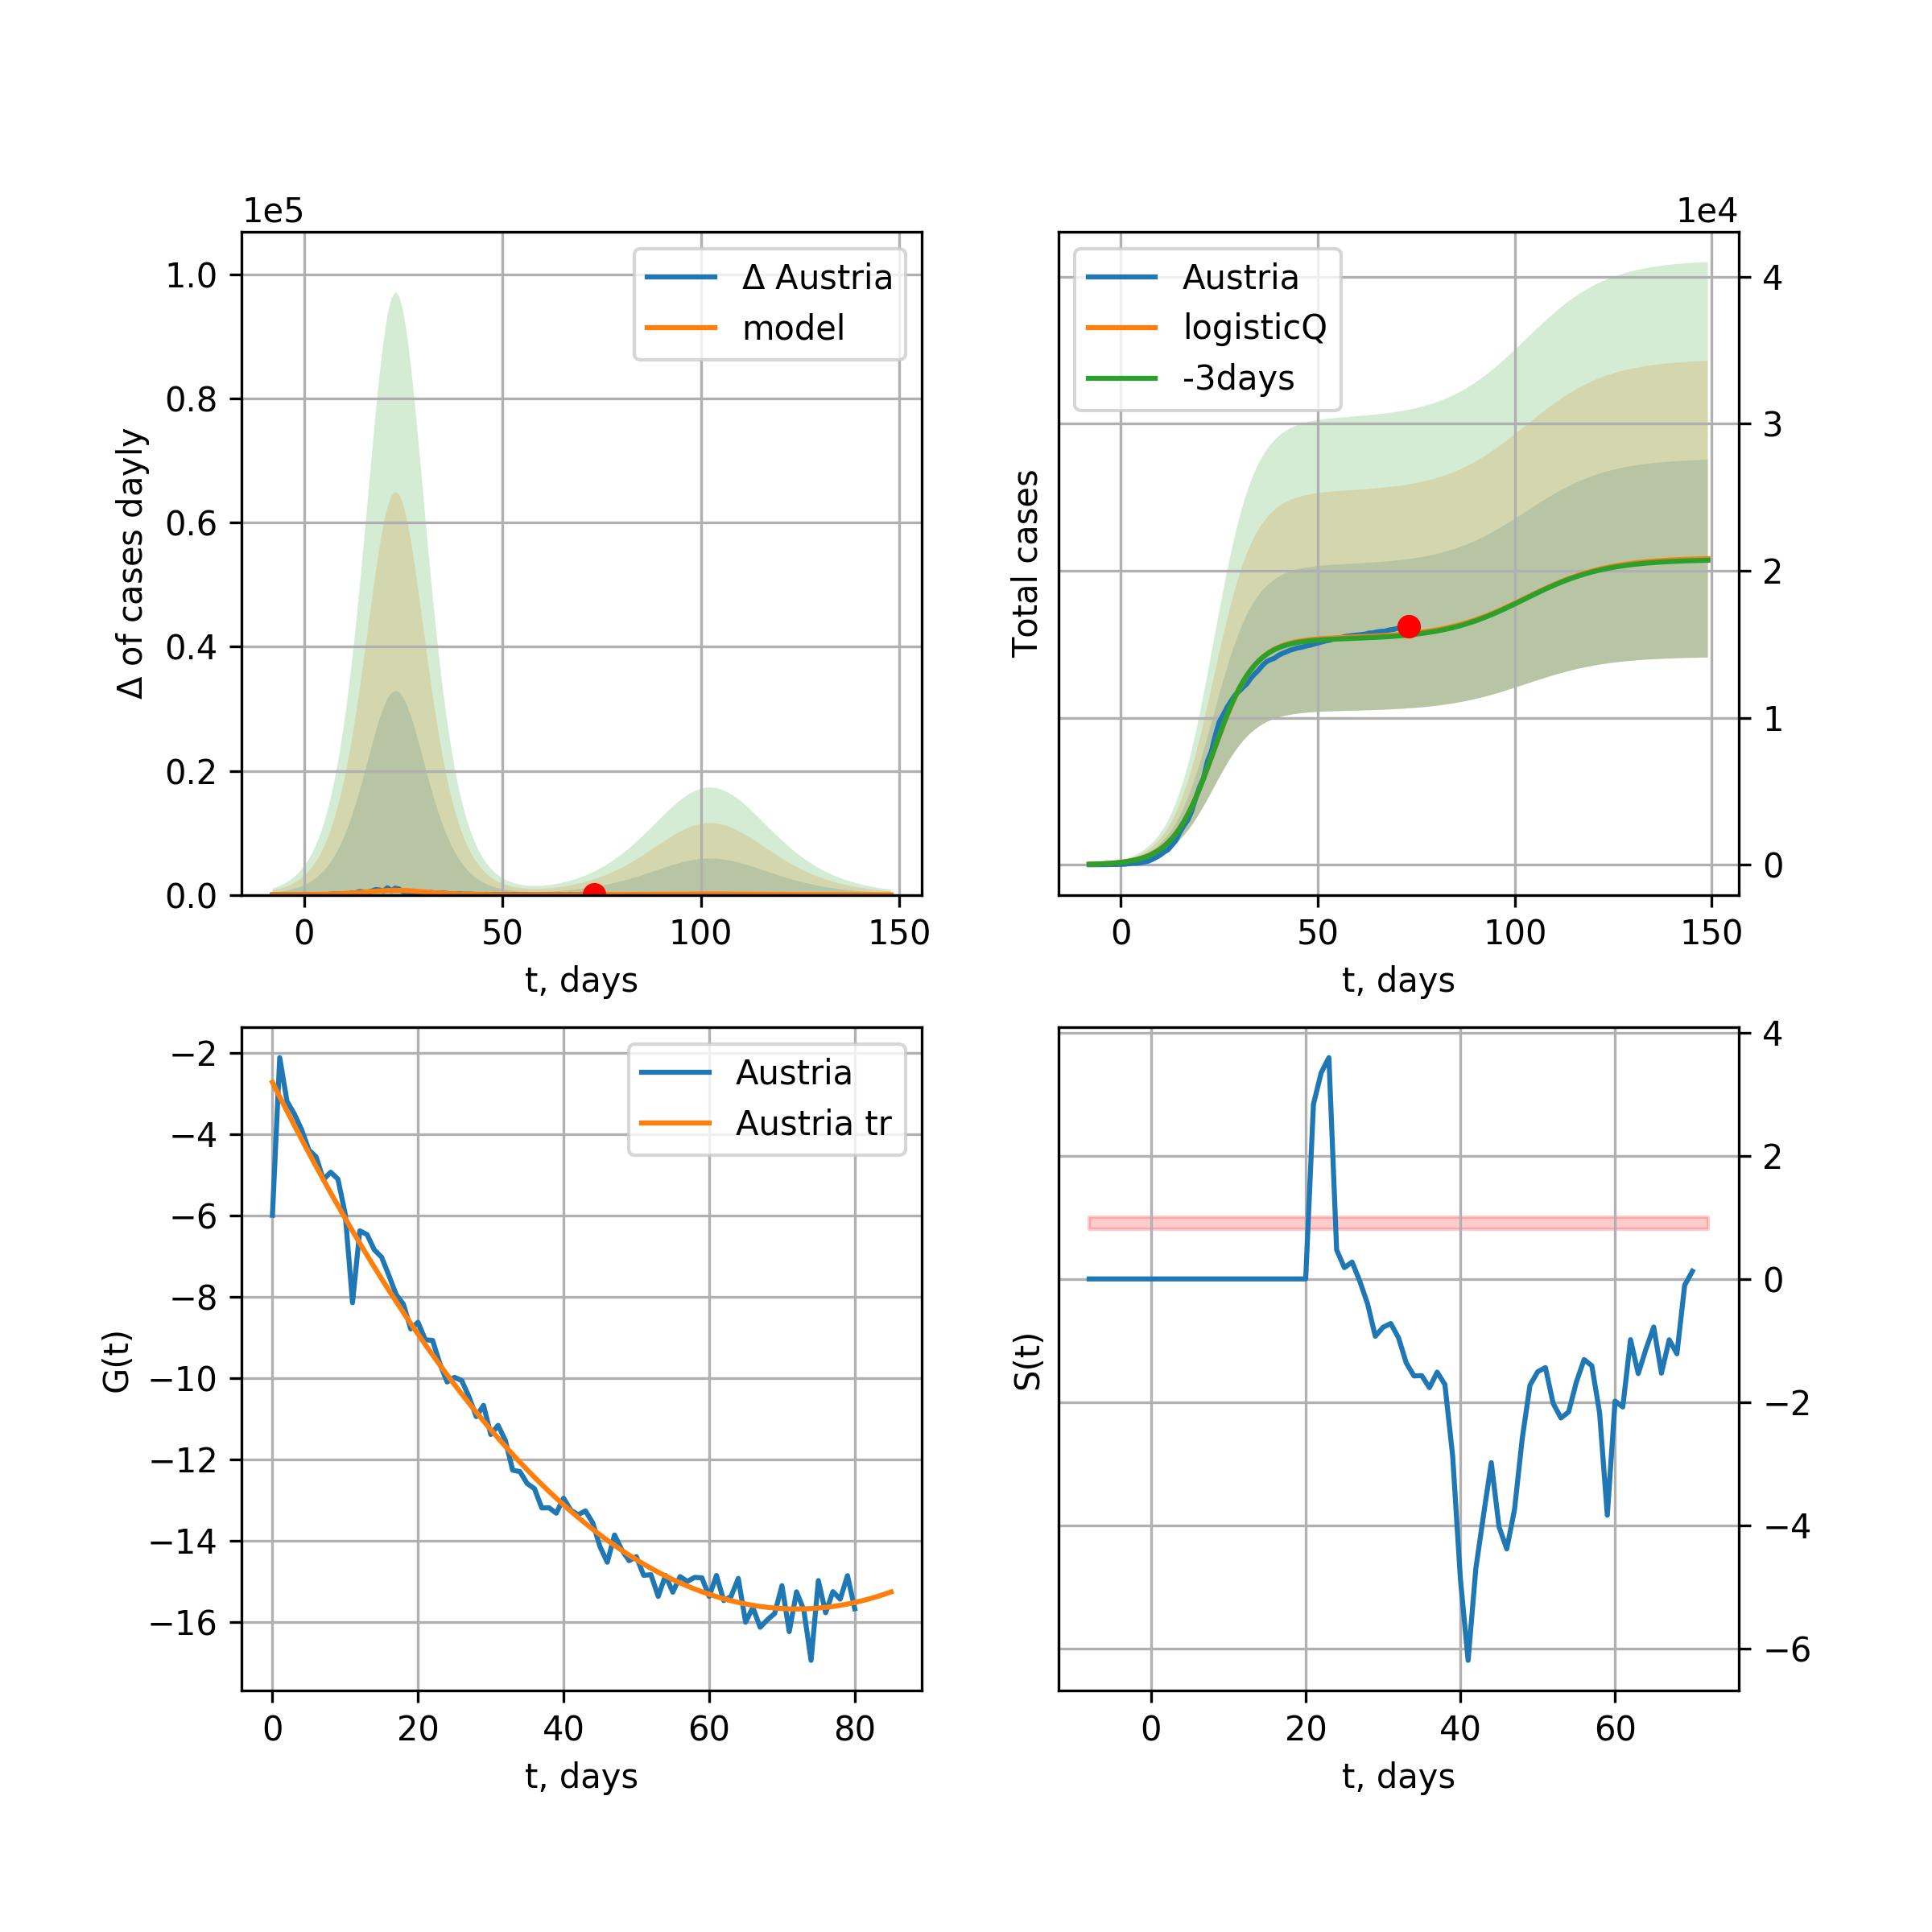 1e5
1e4
Δ Austria
model
Austria
logisticQ
-3days
1.0
0.8
0.6
0.4
0.2
0.0
Δ of cases dayly
0 50 100 150
t, days
Total cases
4
3
2
1
0
0 50 100 150
t, days
Austria
Austria tr
−2
−4
−6
−8
−10
−12
−14
−16
G(t)
0 20 40 60 80
t, days
S(t)
4
2
0
−2
−4
−6
0 20 40 60
t, days